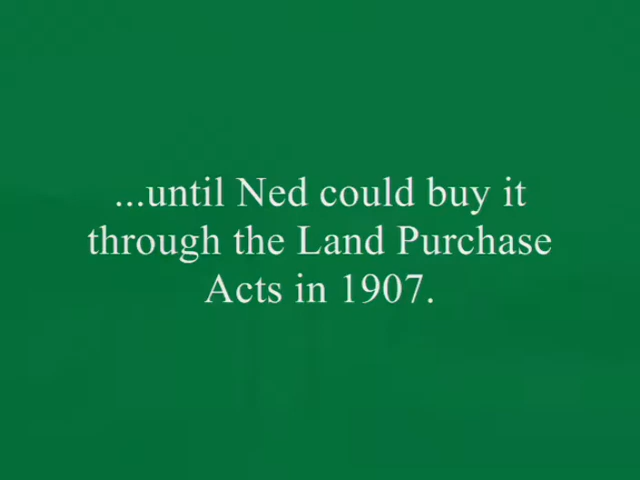 ...until Ned could buy it
through the Land Purchase
Acts in 1907.